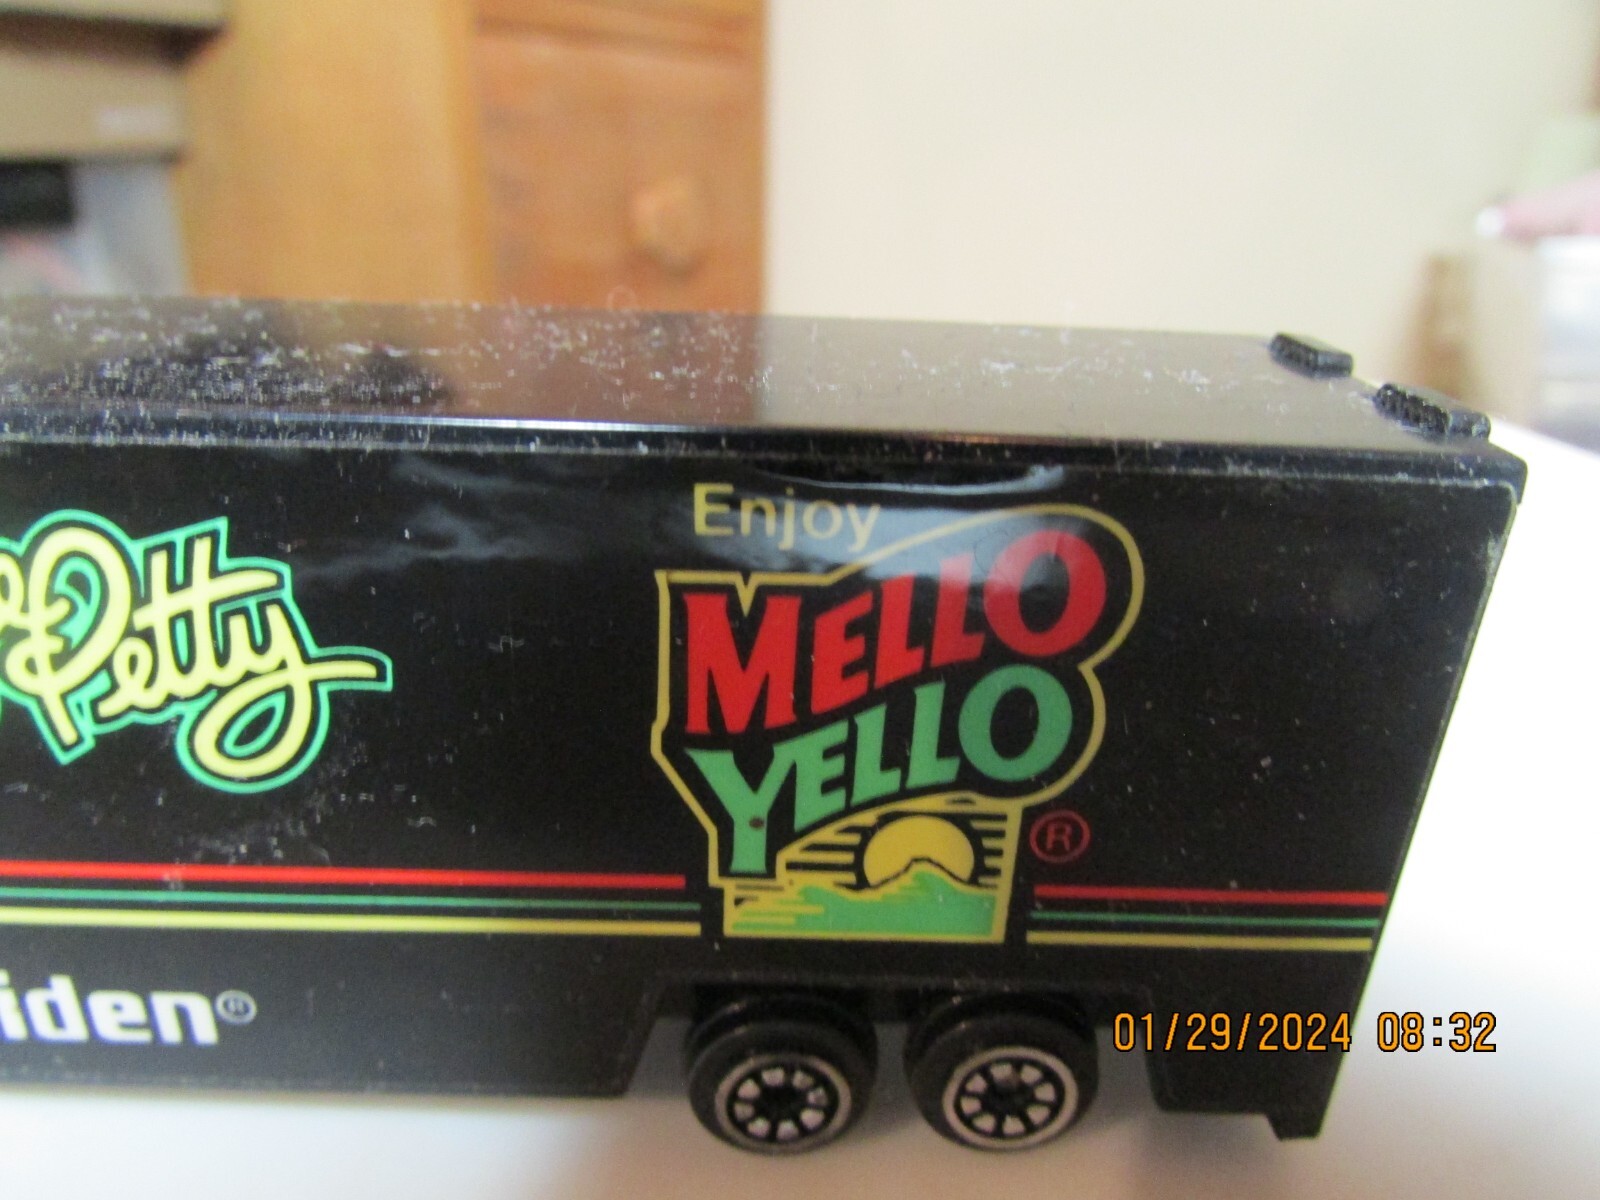 Enjoy
MELLO
YELLO
®
Petty
iden®
01/29/2024 08:32